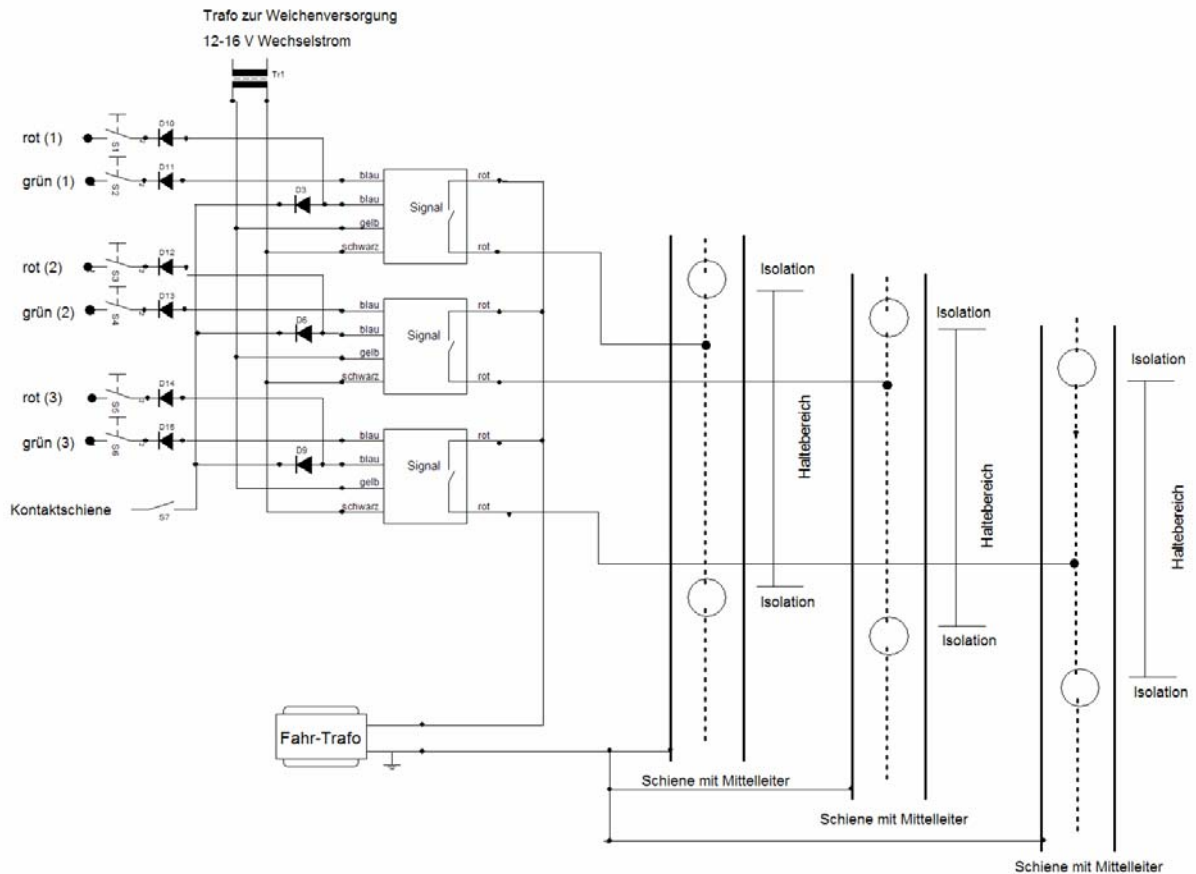 Trafo zur Weichenversorgung
12-16 V Wechselstrom
Tr1
rot (1)
S1
D10
grün (1)
S2
D11
D3
blau
blau
gelb
schwarz
Signal
rot
rot
rot (2)
S3
D12
grün (2)
S4
D13
D6
blau
blau
gelb
schwarz
Signal
rot
rot
rot (3)
S5
D14
grün (3)
S6
D15
D9
blau
blau
gelb
schwarz
Signal
rot
rot
Kontaktschiene
S7
Isolation
Haltebereich
Isolation
Isolation
Haltebereich
Isolation
Isolation
Haltebereich
Isolation
Fahr-Trafo
Schiene mit Mittelleiter
Schiene mit Mittelleiter
Schiene mit Mittelleiter